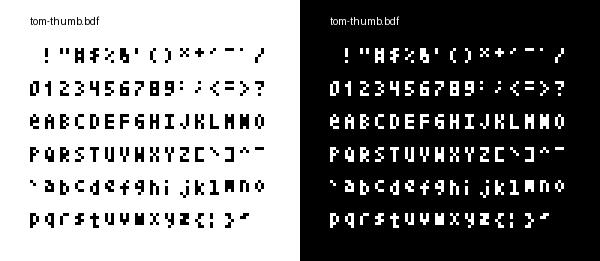 tom-thumb.bdf
! " # $ % & ' ( ) * + , - . /
0 1 2 3 4 5 6 7 8 9 : ; < = > ?
@ A B C D E F G H I J K L M N O
P Q R S T U V W X Y Z [ \ ] ^ _
` a b c d e f g h i j k l m n o
p q r s t u v w x y z { | } ~
tom-thumb.bdf
! " # $ % & ' ( ) * + , - . /
0 1 2 3 4 5 6 7 8 9 : ; < = > ?
@ A B C D E F G H I J K L M N O
P Q R S T U V W X Y Z [ \ ] ^ _
` a b c d e f g h i j k l m n o
p q r s t u v w x y z { | } ~